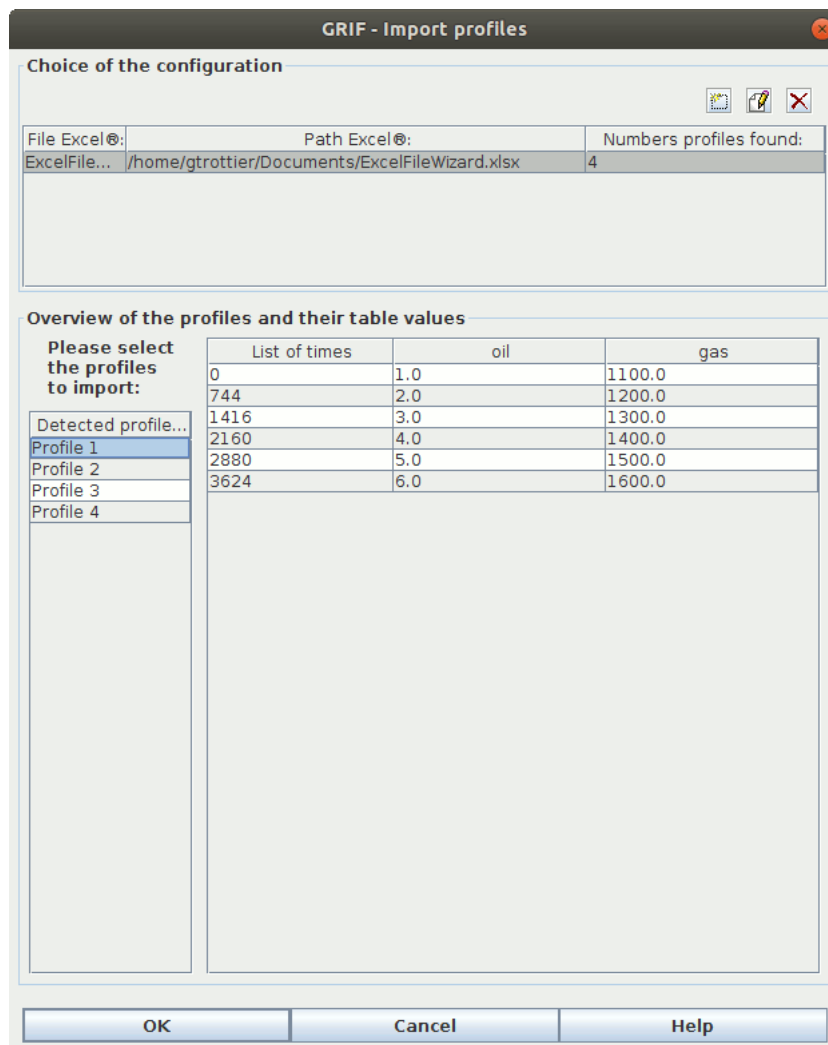 GRIF - Import profiles
Choice of the configuration
File Excel®: Path Excel®: Numbers profiles found:
ExcelFile... /home/gtrottier/Documents/ExcelFileWizard.xlsx 4
Overview of the profiles and their table values
Please select
the profiles
to import:
Detected profile...
Profile 1
Profile 2
Profile 3
Profile 4
List of times oil gas
0 1.0 1100.0
744 2.0 1200.0
1416 3.0 1300.0
2160 4.0 1400.0
2880 5.0 1500.0
3624 6.0 1600.0
OK Cancel Help